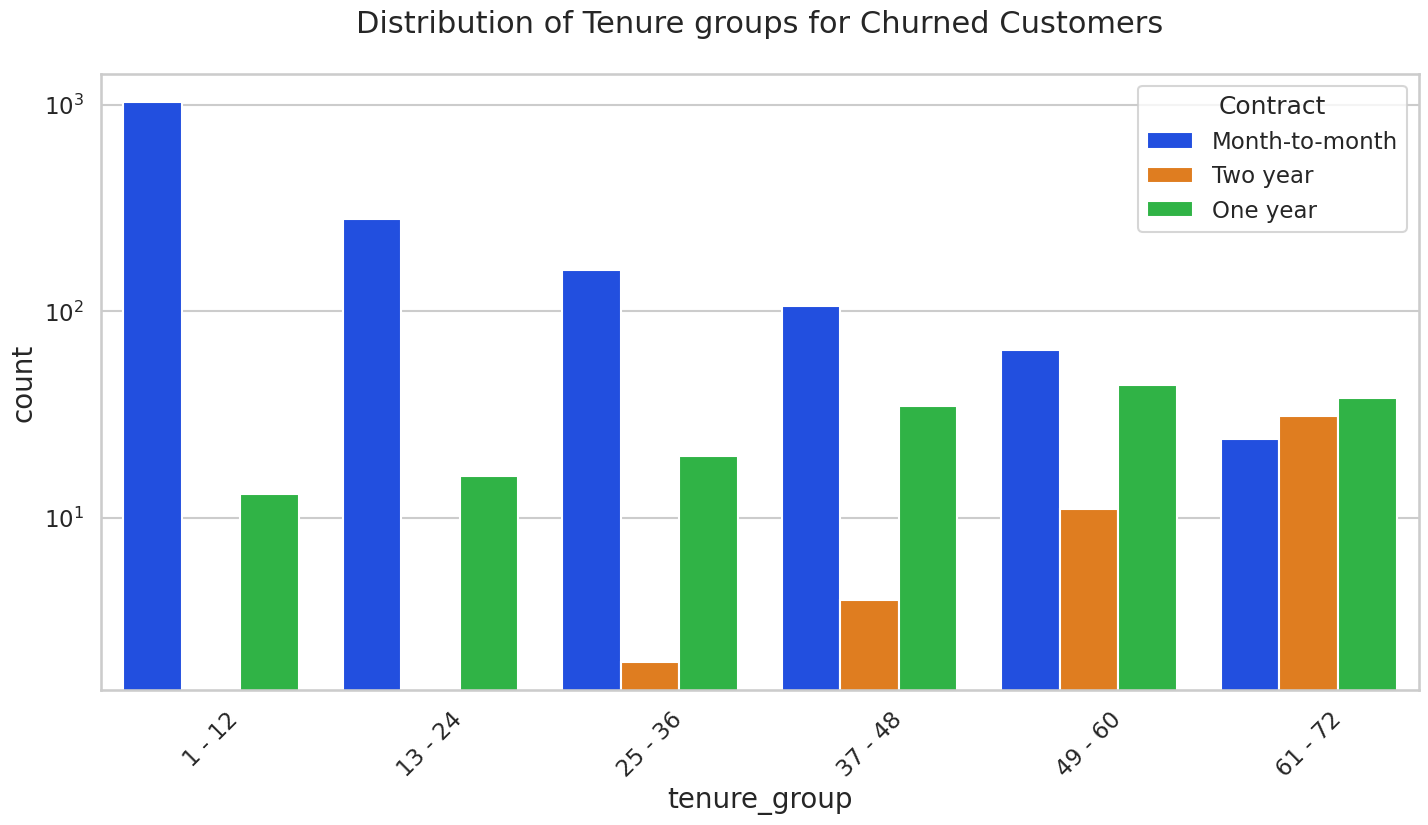 Distribution of Tenure groups for Churned Customers
Contract
Month-to-month
Two year
One year
10³
10²
10¹
count
1 - 12
13 - 24
25 - 36
37 - 48
49 - 60
61 - 72
tenure_group